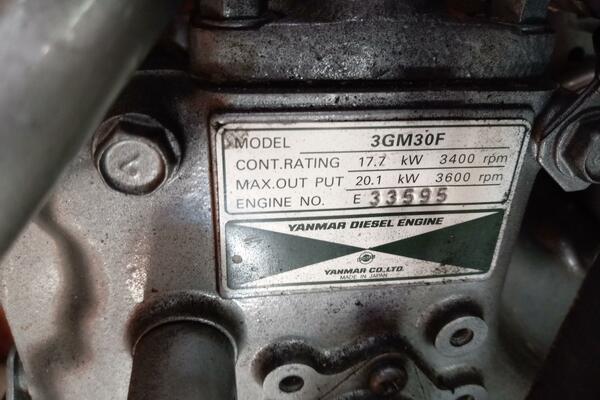 MODEL 3GM30F
CONT.RATING 17.7 kW 3400 rpm
MAX.OUT PUT 20.1 kW 3600 rpm
ENGINE NO. E 33595
YANMAR DIESEL ENGINE
YANMAR CO.,LTD.
MADE IN JAPAN